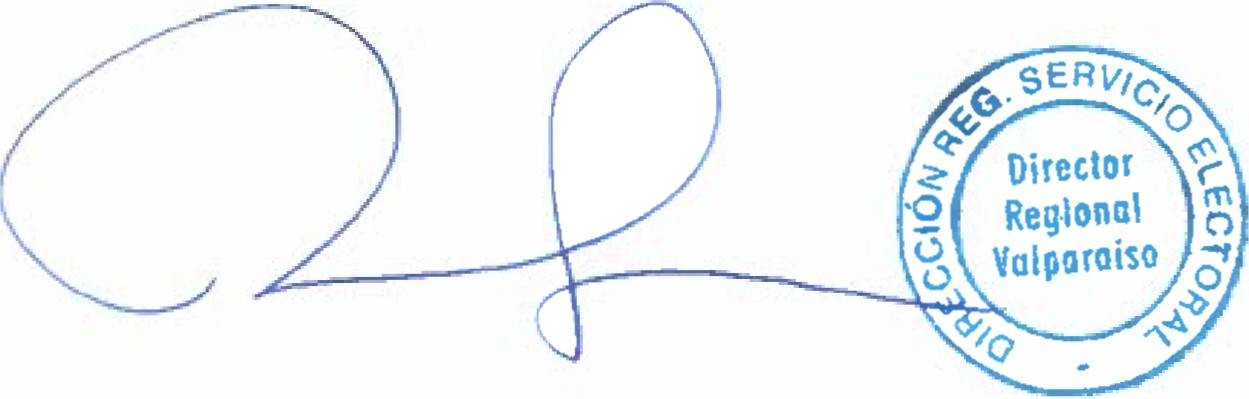 DIRECCIÓN REG. SERVICIO ELECTORAL
Director
Regional
Valparaiso